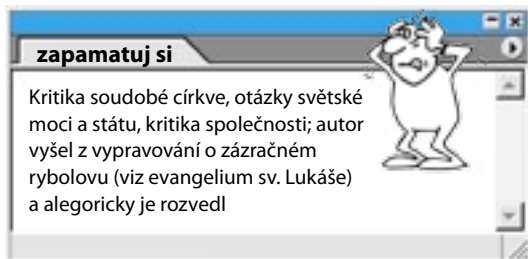 zapamatuj si
Kritika soudobé církve, otázky světské
moci a státu, kritika společnosti; autor
vyšel z vypravování o zázračném
rybolovu (viz evangelium sv. Lukáše)
a alegoricky je rozvedl